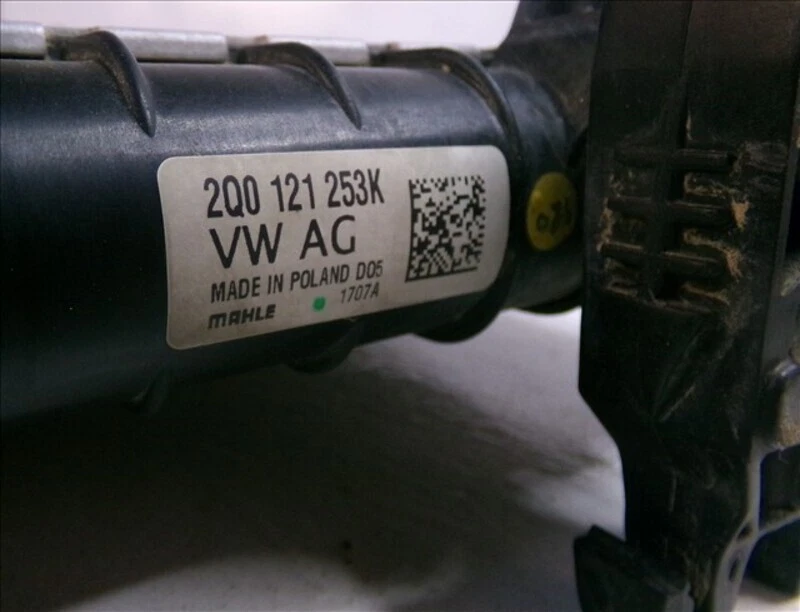 2Q0 121 253K
VW AG
MADE IN POLAND D05
1707A
MAHLE